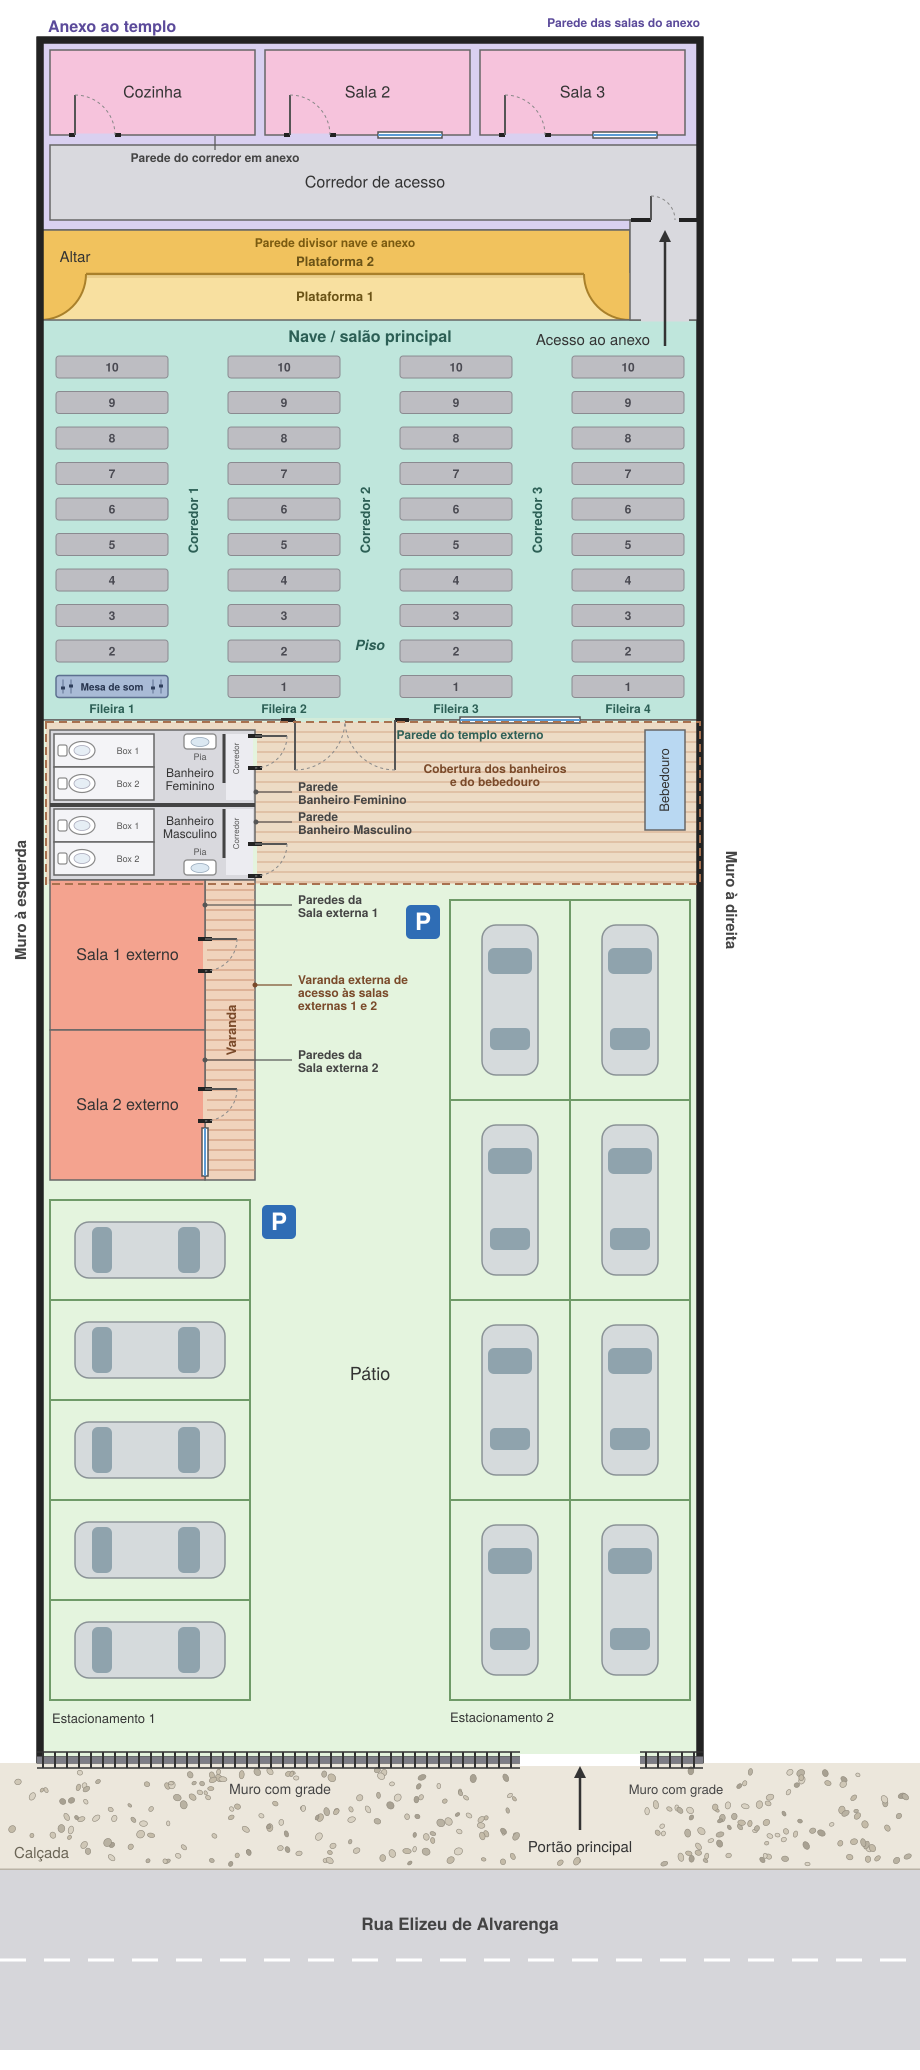 Anexo ao templo
Parede das salas do anexo
Cozinha
Sala 2
Sala 3
Parede do corredor em anexo
Corredor de acesso
Parede divisor nave e anexo
Altar
Plataforma 2
Plataforma 1
Nave / salão principal
Acesso ao anexo
10 10 10 10
9 9 9 9
8 8 8 8
7 7 7 7
6 6 6 6
Corredor 1
Corredor 2
Corredor 3
5 5 5 5
4 4 4 4
3 3 3 3
Piso
2 2 2 2
Mesa de som
1 1 1
Fileira 1
Fileira 2
Fileira 3
Fileira 4
Parede do templo externo
Box 1
Pia
Corredor
Banheiro
Feminino
Box 2
Cobertura dos banheiros
e do bebedouro
Bebedouro
Parede
Banheiro Feminino
Parede
Banheiro Masculino
Box 1
Banheiro
Masculino
Corredor
Pia
Box 2
Muro à esquerda
Muro à direita
Paredes da
Sala externa 1
P
Sala 1 externo
Varanda externa de
acesso às salas
externas 1 e 2
Varanda
Paredes da
Sala externa 2
Sala 2 externo
P
Pátio
Estacionamento 1
Estacionamento 2
Muro com grade
Muro com grade
Portão principal
Calçada
Rua Elizeu de Alvarenga